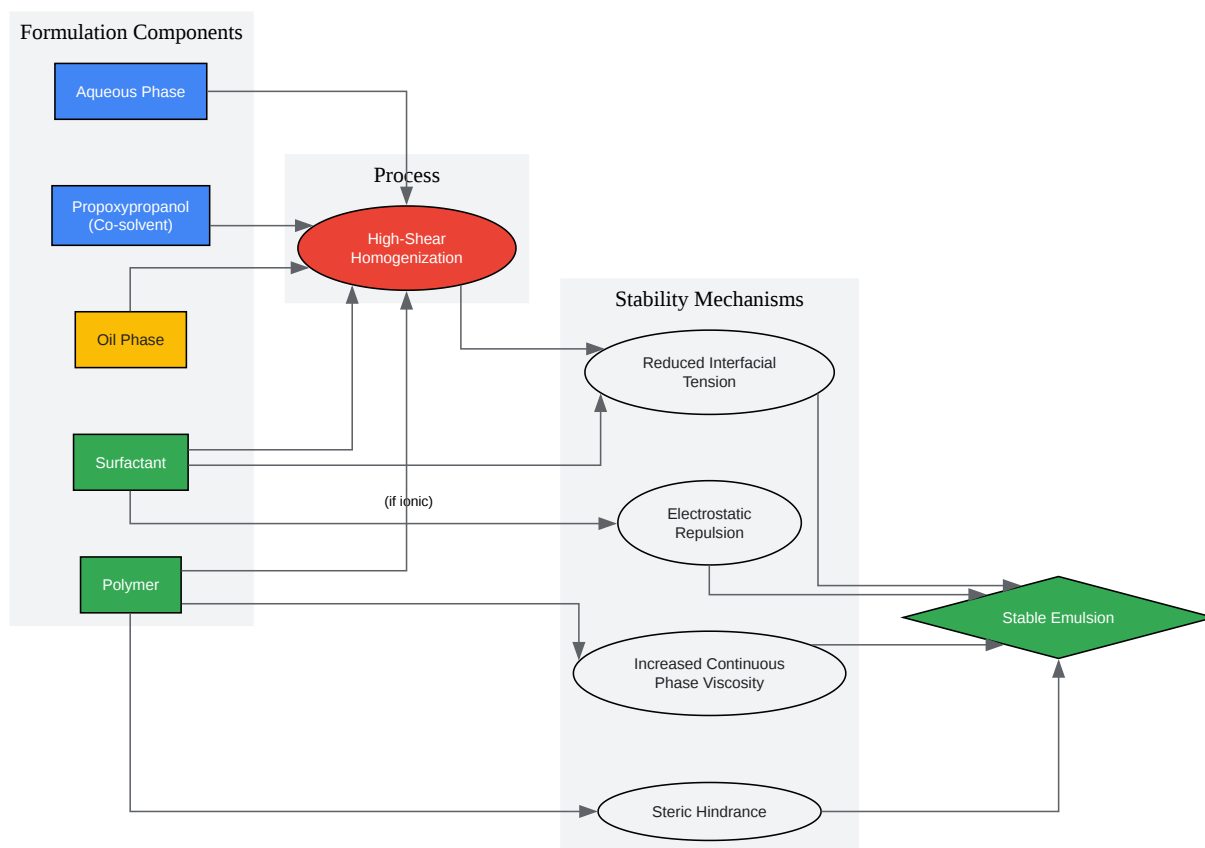 Formulation Components
Aqueous Phase
Propoxypropanol
(Co-solvent)
Oil Phase
Surfactant
Polymer
Process
High-Shear
Homogenization
(if ionic)
Stability Mechanisms
Reduced Interfacial
Tension
Electrostatic
Repulsion
Increased Continuous
Phase Viscosity
Steric Hindrance
Stable Emulsion